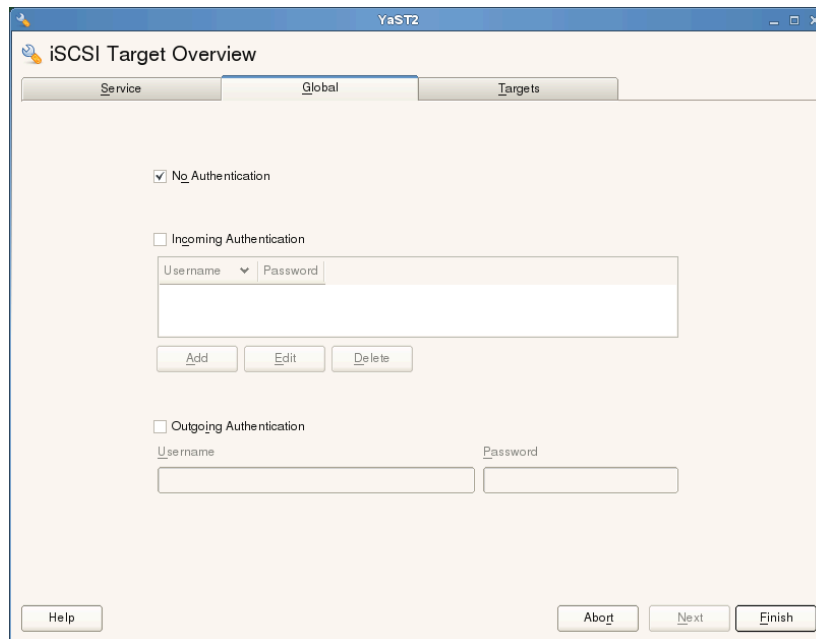 YaST2
iSCSI Target Overview
Service Global Targets
No Authentication
Incoming Authentication
Username Password
Add Edit Delete
Outgoing Authentication
Username Password
Help Abort Next Finish